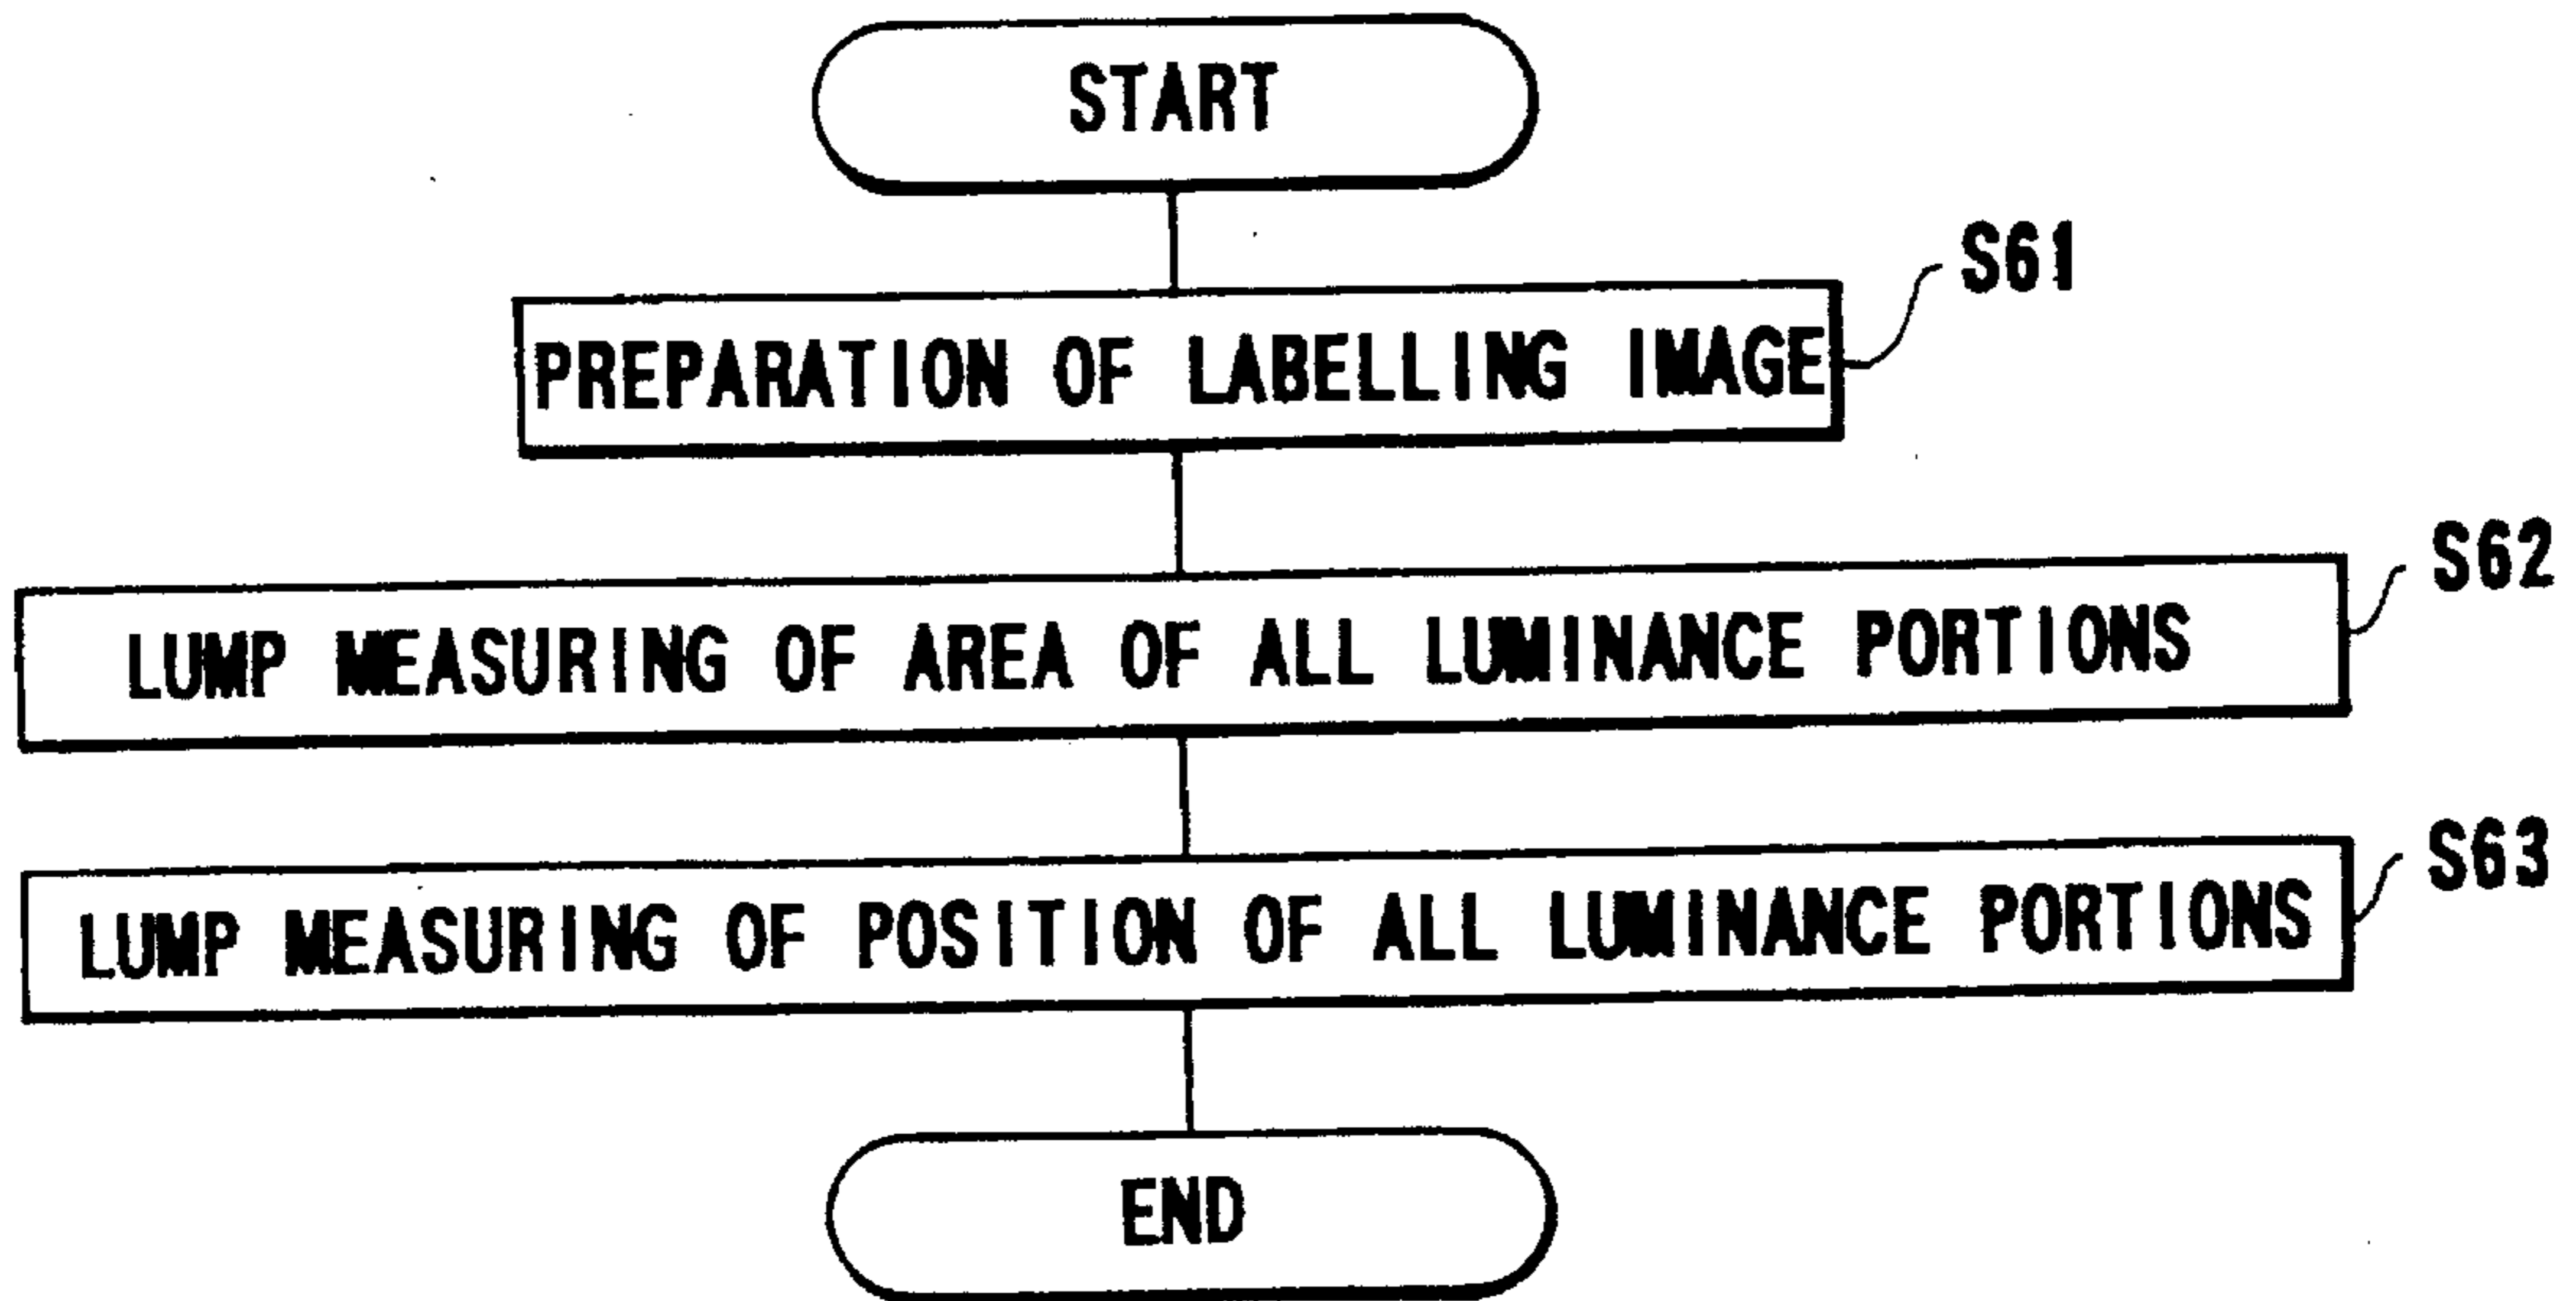 START
S61
PREPARATION OF LABELLING IMAGE
S62
LUMP MEASURING OF AREA OF ALL LUMINANCE PORTIONS
S63
LUMP MEASURING OF POSITION OF ALL LUMINANCE PORTIONS
END